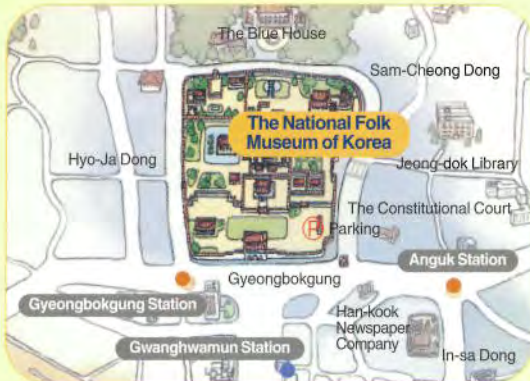 The Blue House
Sam-Cheong Dong
The National Folk
Museum of Korea
Hyo-Ja Dong
Jeong-dok Library
The Constitutional Court
P Parking
Anguk Station
Gyeongbokgung
Gyeongbokgung Station
Han-kook
Newspaper
Company
Gwanghwamun Station
In-sa Dong